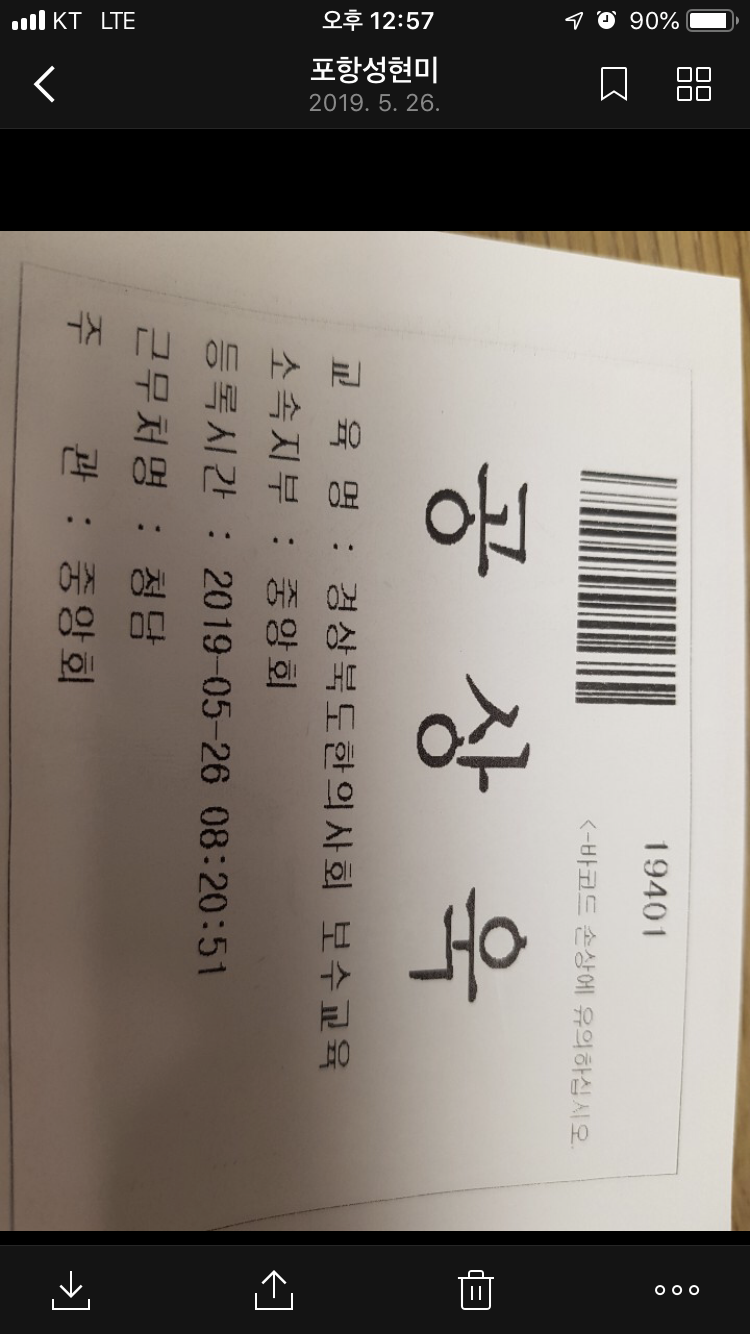 KT LTE 오후 12:57 90%
포항성현미
2019. 5. 26.
19401
<-바코드 손상에 유의하십시오.
공 상 옥
교 육 명 : 경상북도한의사회 보수교육
소속지부 : 중앙회
등록시간 : 2019-05-26 08:20:51
근무처명 : 청담
주 관 : 중앙회